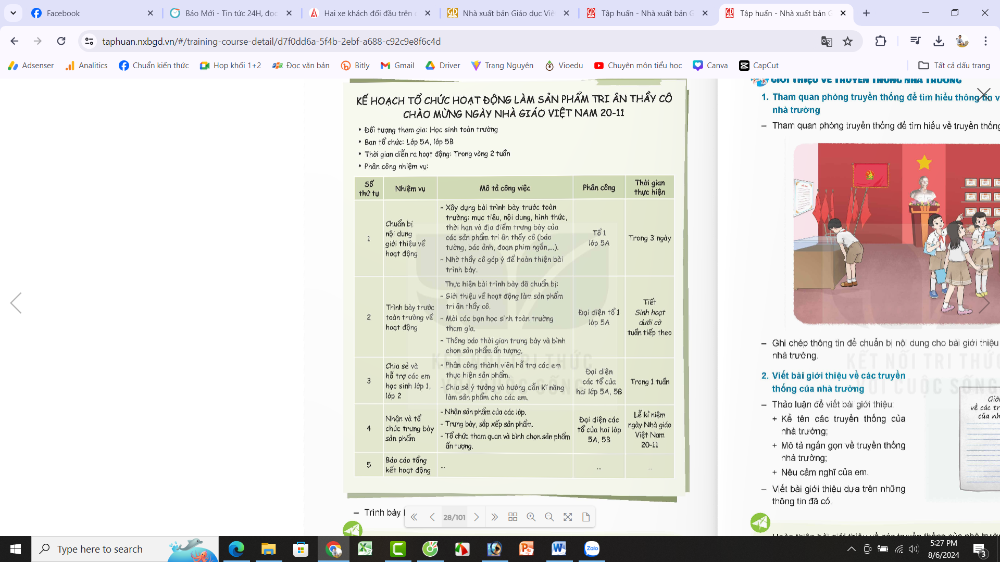 Facebook
Báo Mới - Tin tức 24H, đọc
Hai xe khách đối đầu trên
Nhà xuất bản Giáo dục Việ
Tập huấn - Nhà xuất bản G
Tập huấn - Nhà xuất bản G
taphuan.nxbgd.vn/#/training-course-detail/d7f0dd6a-5f4b-2ebf-a688-c92c9e8f6c4d
Adsenser
Analitics
Chuẩn kiến thức
Họp khối 1+2
Đọc văn bản
Bitly
Gmail
Driver
Trạng Nguyên
Vioedu
Chuyên môn tiểu học
Canva
CapCut
Tất cả dấu trang
KẾ HOẠCH TỔ CHỨC HOẠT ĐỘNG LÀM SẢN PHẨM TRI ÂN THẦY CÔ
CHÀO MỪNG NGÀY NHÀ GIÁO VIỆT NAM 20-11
• Đối tượng tham gia: Học sinh toàn trường
• Ban tổ chức: Lớp 5A, lớp 5B
• Thời gian diễn ra hoạt động: Trong vòng 2 tuần
• Phân công nhiệm vụ:
Số
thứ tự
Nhiệm vụ
Mô tả công việc
Phân công
Thời gian
thực hiện
1
Chuẩn bị
nội dung
giới thiệu về
hoạt động
- Xây dựng bài trình bày trước toàn
trường: mục tiêu, nội dung, hình thức,
thời hạn và địa điểm trưng bày của
các sản phẩm tri ân thầy cô (báo
tường, báo ảnh, đoạn phim ngắn,...).
- Nhờ thầy cô góp ý để hoàn thiện bài
trình bày.
Tổ 1
lớp 5A
Trong 3 ngày
2
Trình bày trước
toàn trường về
hoạt động
Thực hiện bài trình bày đã chuẩn bị:
- Giới thiệu về hoạt động làm sản phẩm
tri ân thầy cô.
- Mời các bạn học sinh toàn trường
tham gia.
- Thông báo thời gian trưng bày và bình
chọn sản phẩm ấn tượng.
Đại diện tổ 1
lớp 5A
Tiết
Sinh hoạt
dưới cờ
tuần tiếp theo
3
Chia sẻ và
hỗ trợ các em
học sinh lớp 1,
lớp 2
- Phân công thành viên hỗ trợ các em
thực hiện sản phẩm.
- Chia sẻ ý tưởng và hướng dẫn kĩ năng
làm sản phẩm cho các em.
Đại diện
các tổ của
hai lớp 5A, 5B
Trong 1 tuần
4
Nhận và tổ
chức trưng bày
sản phẩm
- Nhận sản phẩm của các lớp.
- Trưng bày, sắp xếp sản phẩm.
- Tổ chức tham quan và bình chọn sản phẩm
ấn tượng.
Đại diện các
tổ của hai lớp
5A, 5B
Lễ kỉ niệm
ngày Nhà giáo
Việt Nam
20-11
5
Báo cáo tổng
kết hoạt động
...
...
...
KẾT NỐI TRI THỨC
VỚI CUỘC SỐNG
– Trình bày
28/101
GIỚI THIỆU VỀ TRUYỀN THỐNG NHÀ TRƯỜNG
1. Tham quan phòng truyền thống để tìm hiểu thông tin v
nhà trường
– Tham quan phòng truyền thống để tìm hiểu về truyền thống
– Ghi chép thông tin để chuẩn bị nội dung cho bài giới thiệu
nhà trường.
KẾT NỐI TRI THỨC
VỚI CUỘC SỐNG
2. Viết bài giới thiệu về các truyền
thống của nhà trường
– Thảo luận để viết bài giới thiệu:
+ Kể tên các truyền thống của
nhà trường;
+ Mô tả ngắn gọn về truyền thống
nhà trường;
+ Nêu cảm nghĩ của em.
– Viết bài giới thiệu dựa trên những
thông tin đã có.
Giới
về các tr
của nh
Type here to search
Zalo
5:27 PM
8/6/2024
3